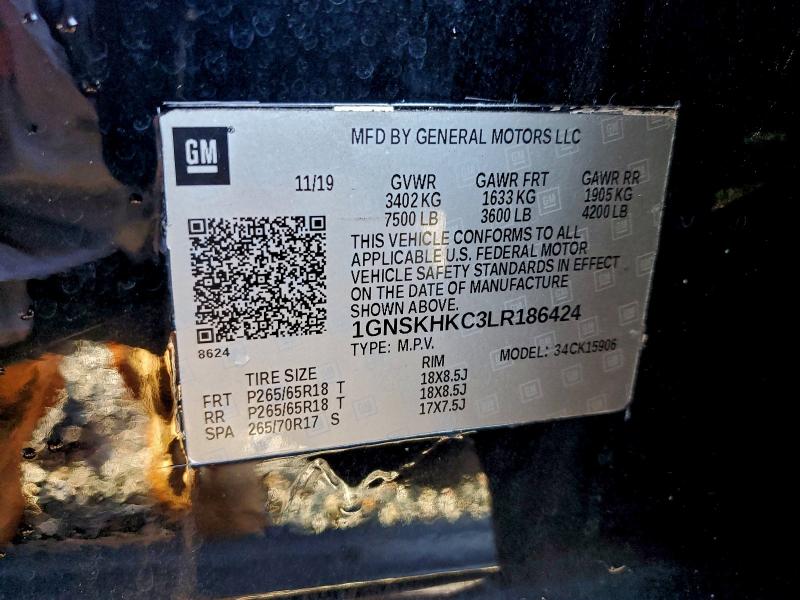 GM
MFD BY GENERAL MOTORS LLC
11/19 GVWR GAWR FRT GAWR RR
3402 KG 1633 KG 1905 KG
7500 LB 3600 LB 4200 LB
THIS VEHICLE CONFORMS TO ALL
APPLICABLE U.S. FEDERAL MOTOR
VEHICLE SAFETY STANDARDS IN EFFECT
ON THE DATE OF MANUFACTURE
SHOWN ABOVE.
1GNSKHKC3LR186424
8624
TYPE: M.P.V. MODEL: 34CK15906
TIRE SIZE RIM
FRT P265/65R18 T 18X8.5J
RR P265/65R18 T 18X8.5J
SPA 265/70R17 S 17X7.5J